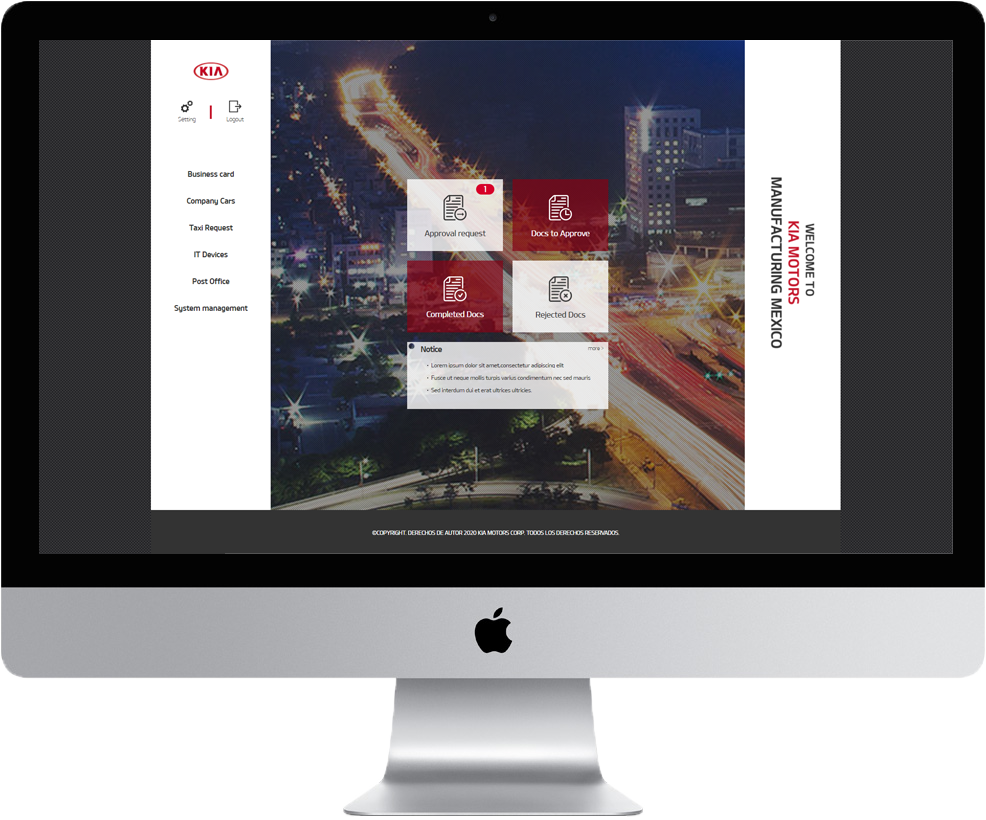 KIA
Setting
Logout
Business card
Company Cars
Taxi Request
IT Devices
Post Office
System management
1
Approval request
Docs to Approve
Completed Docs
Rejected Docs
Notice
more >
• Lorem ipsum dolor sit amet,consectetur adipiscing elit
• Fusce ut neque mollis turpis varius condimentum nec sed mauris
• Sed interdum dui et erat ultrices ultricies.
WELCOME TO
KIA MOTORS
MANUFACTURING MEXICO
©COPYRIGHT. DERECHOS DE AUTOR 2020 KIA MOTORS CORP. TODOS LOS DERECHOS RESERVADOS.